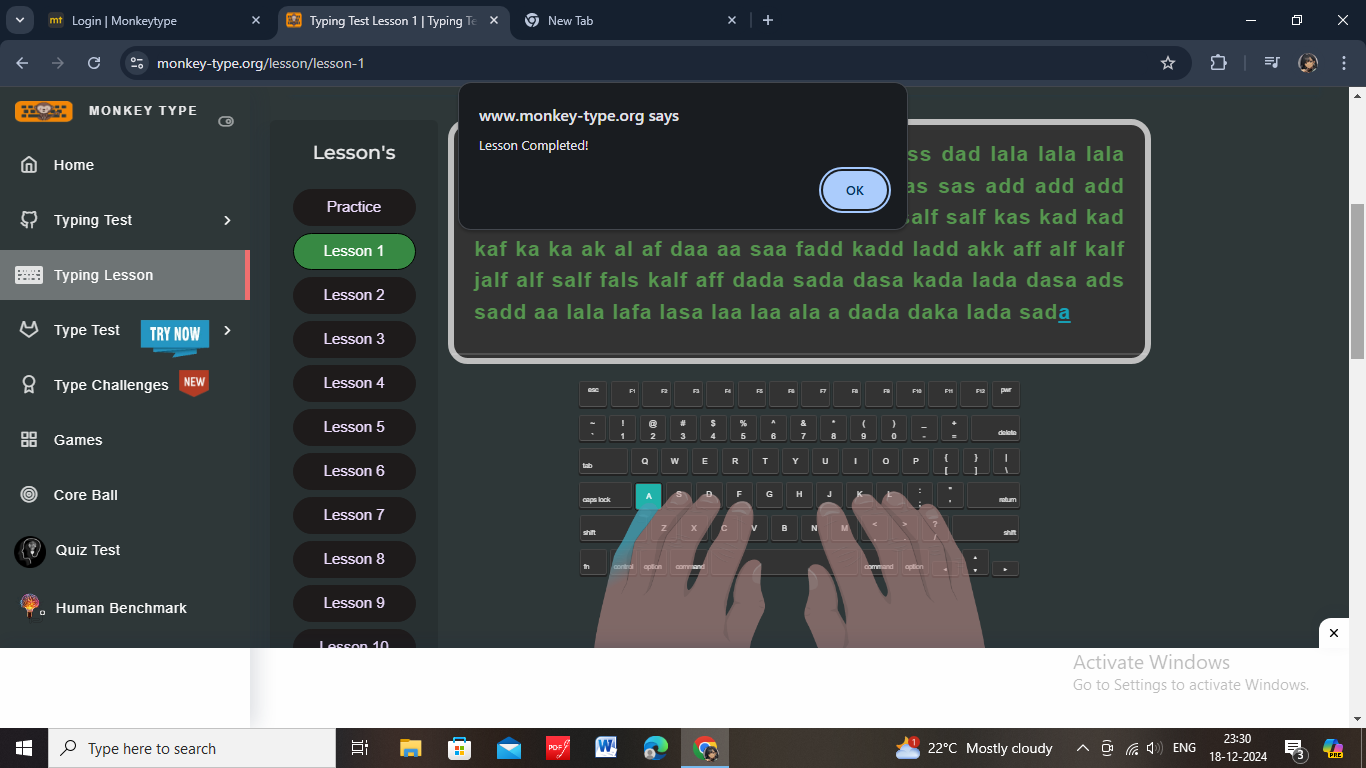 Login | Monkeytype
Typing Test Lesson 1 | Typing Te
New Tab
monkey-type.org/lesson/lesson-1
MONKEY TYPE
Home
Typing Test
Typing Lesson
Type Test
TRY NOW
Type Challenges
NEW
Games
Core Ball
Quiz Test
Human Benchmark
Lesson's
Practice
Lesson 1
Lesson 2
Lesson 3
Lesson 4
Lesson 5
Lesson 6
Lesson 7
Lesson 8
Lesson 9
Lesson 10
www.monkey-type.org says
Lesson Completed!
OK
dad lala lala lala
sas add add add
salf kas kad kad
kaf ka ka ak al af daa aa saa fadd kadd ladd akk aff alf kalf
jalf alf salf fals kalf aff dada sada dasa kada lada dasa ads
sadd aa lala lafa lasa laa laa ala a dada daka lada sada
esc F1 F2 F3 F4 F5 F6 F7 F8 F9 F10 F11 F12 pwr
~ ! @ # $ % ^ & * ( ) _ +
` 1 2 3 4 5 6 7 8 9 0 - = delete
tab Q W E R T Y U I O P { [ } ] | \
caps lock A S D F G H J K L : ; " ' return
shift Z X C V B N M < , > . ? / shift
fn control option command command option
Activate Windows
Go to Settings to activate Windows.
Type here to search
PDF
W
1
22°C Mostly cloudy
ENG
23:30
18-12-2024
3
PRE